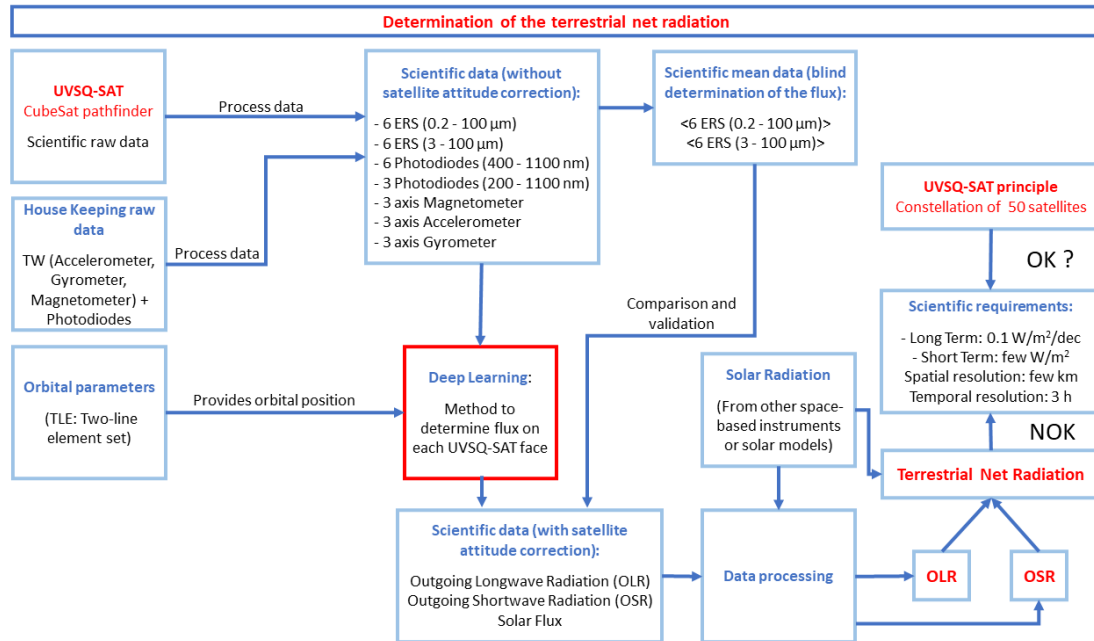 Determination of the terrestrial net radiation
UVSQ-SAT
CubeSat pathfinder
Scientific raw data
Process data
Scientific data (without
satellite attitude correction):
- 6 ERS (0.2 - 100 µm)
- 6 ERS (3 - 100 µm)
- 6 Photodiodes (400 - 1100 nm)
- 3 Photodiodes (200 - 1100 nm)
- 3 axis Magnetometer
- 3 axis Accelerometer
- 3 axis Gyrometer
Scientific mean data (blind
determination of the flux):
<6 ERS (0.2 - 100 µm)>
<6 ERS (3 - 100 µm)>
UVSQ-SAT principle
Constellation of 50 satellites
House Keeping raw
data
TW (Accelerometer,
Gyrometer,
Magnetometer) +
Photodiodes
Process data
OK ?
Comparison and
validation
Scientific requirements:
- Long Term: 0.1 W/m²/dec
- Short Term: few W/m²
Spatial resolution: few km
Temporal resolution: 3 h
Orbital parameters
(TLE: Two-line
element set)
Provides orbital position
Deep Learning:
Method to
determine flux on
each UVSQ-SAT face
Solar Radiation
(From other space-
based instruments
or solar models)
NOK
Terrestrial Net Radiation
Scientific data (with satellite
attitude correction):
Outgoing Longwave Radiation (OLR)
Outgoing Shortwave Radiation (OSR)
Solar Flux
Data processing
OLR
OSR